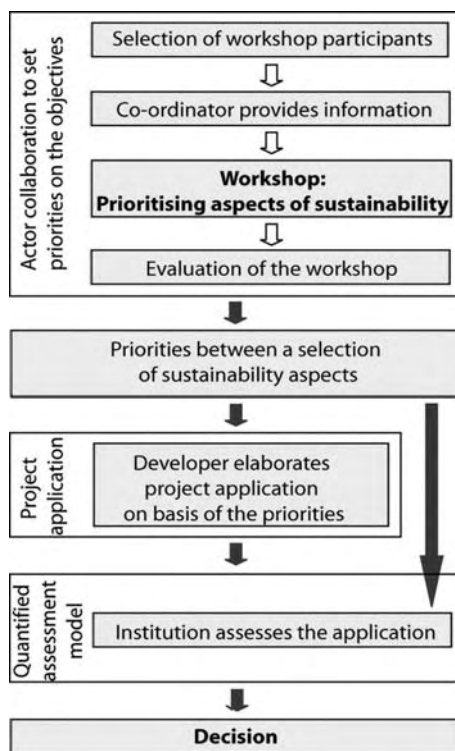 Actor collaboration to set
priorities on the objectives
Selection of workshop participants
Co-ordinator provides information
Workshop:
Prioritising aspects of sustainability
Evaluation of the workshop
Priorities between a selection
of sustainability aspects
Project
application
Developer elaborates
project application
on basis of the priorities
Quantified
assessment
model
Institution assesses the application
Decision